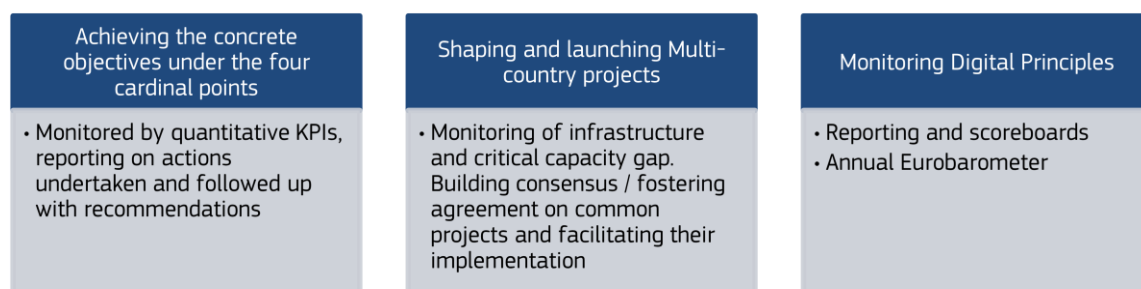 Achieving the concrete
objectives under the four
cardinal points
• Monitored by quantitative KPIs,
reporting on actions
undertaken and followed up
with recommendations
Shaping and launching Multi-
country projects
• Monitoring of infrastructure
and critical capacity gap.
Building consensus / fostering
agreement on common
projects and facilitating their
implementation
Monitoring Digital Principles
• Reporting and scoreboards
• Annual Eurobarometer